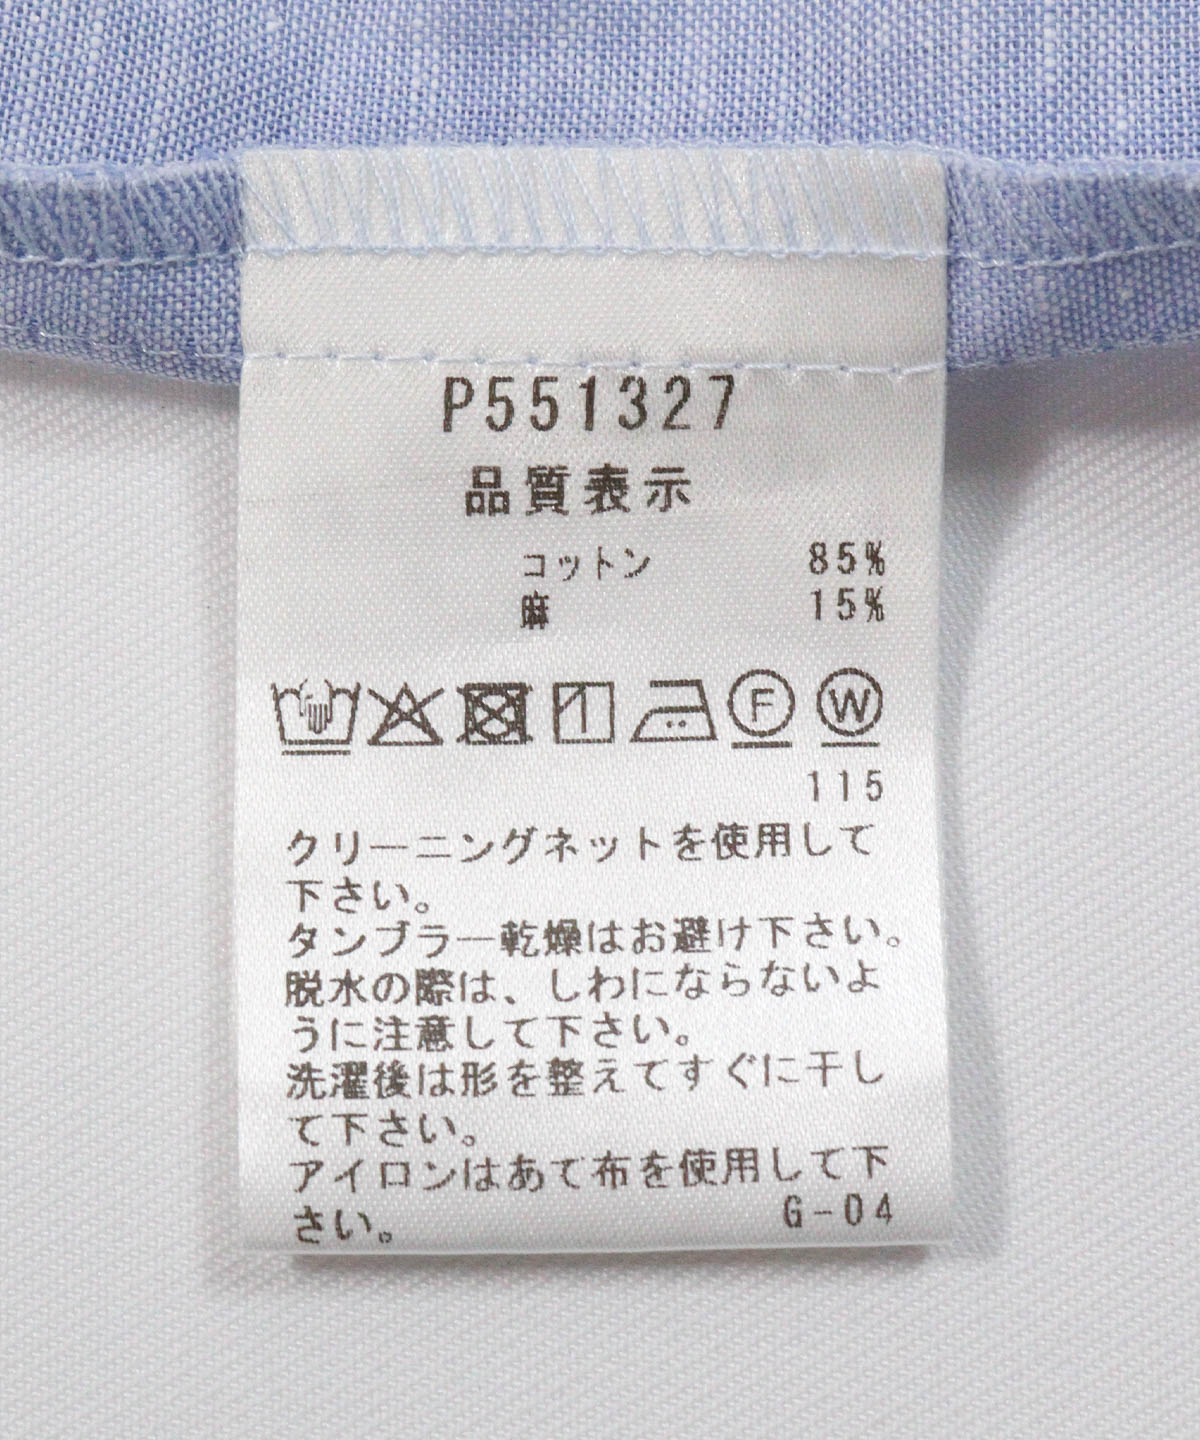 P551327
品質表示
コットン 85%
麻 15%
F W
115
クリーニングネットを使用して
下さい。
タンブラー乾燥はお避け下さい。
脱水の際は、しわにならないよ
うに注意して下さい。
洗濯後は形を整えてすぐに干し
て下さい。
アイロンはあて布を使用して下
さい。 G-04